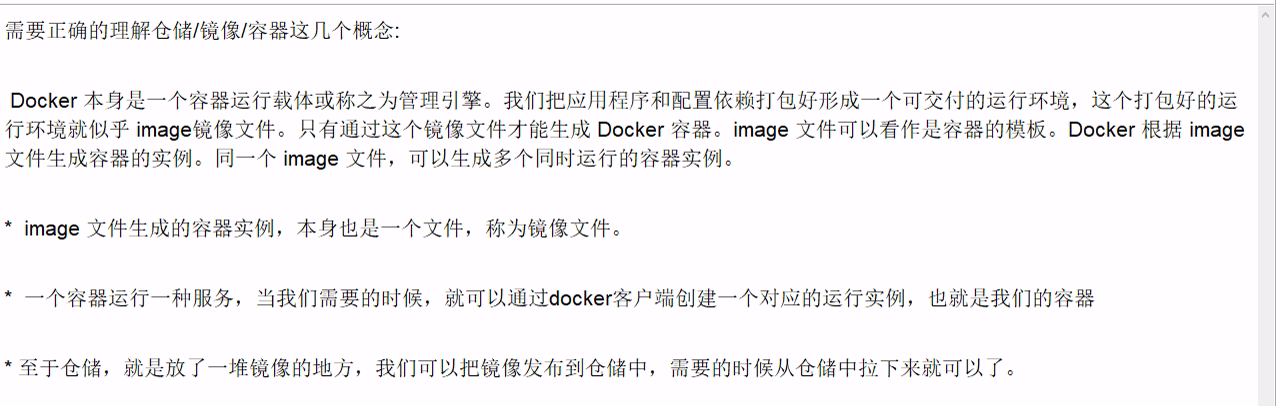 需要正确的理解仓储/镜像/容器这几个概念:
Docker 本身是一个容器运行载体或称之为管理引擎。我们把应用程序和配置依赖打包好形成一个可交付的运行环境，这个打包好的运
行环境就似乎 image镜像文件。只有通过这个镜像文件才能生成 Docker 容器。image 文件可以看作是容器的模板。Docker 根据 image
文件生成容器的实例。同一个 image 文件，可以生成多个同时运行的容器实例。
* image 文件生成的容器实例，本身也是一个文件，称为镜像文件。
* 一个容器运行一种服务，当我们需要的时候，就可以通过docker客户端创建一个对应的运行实例，也就是我们的容器
* 至于仓储，就是放了一堆镜像的地方，我们可以把镜像发布到仓储中，需要的时候从仓储中拉下来就可以了。